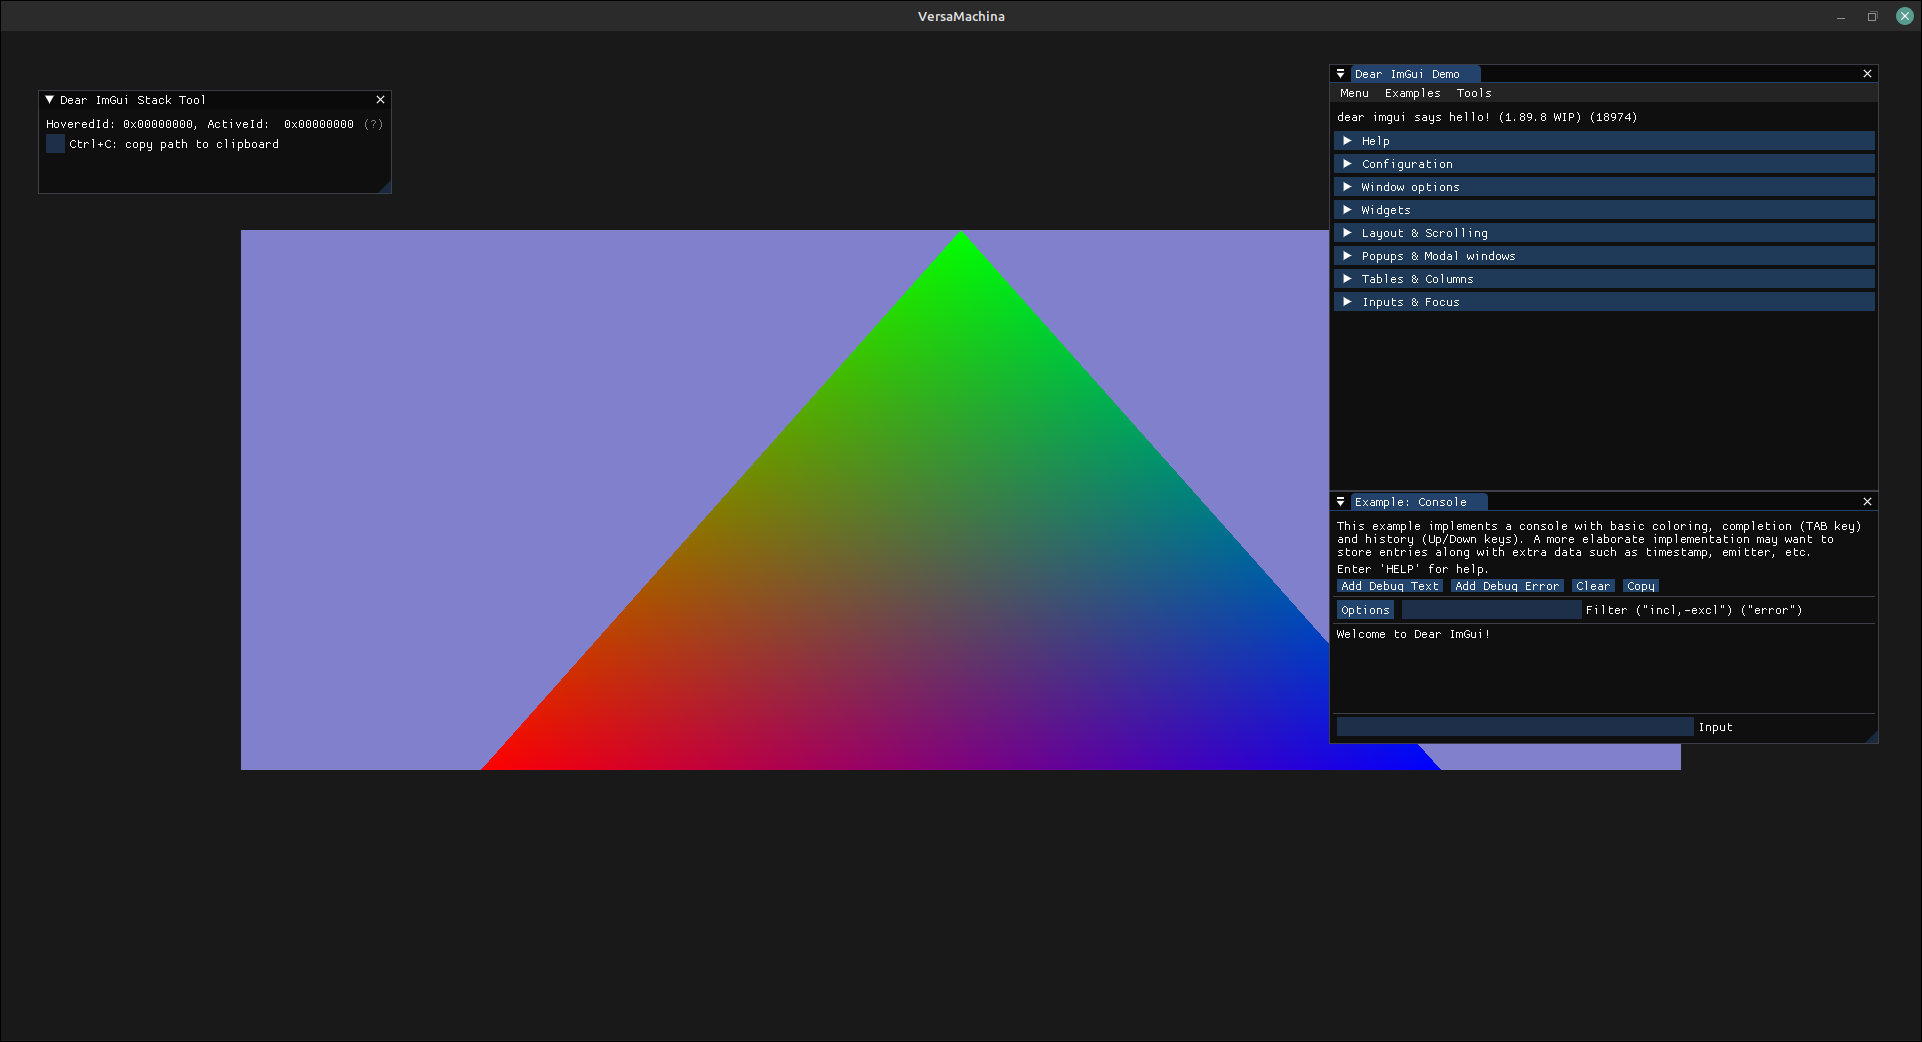 VersaMachina
Dear ImGui Stack Tool
HoveredId: 0x00000000, ActiveId:  0x00000000 (?)
Ctrl+C: copy path to clipboard
Dear ImGui Demo
Menu Examples Tools
dear imgui says hello! (1.89.8 WIP) (18974)
Help
Configuration
Window options
Widgets
Layout & Scrolling
Popups & Modal windows
Tables & Columns
Inputs & Focus
Example: Console
This example implements a console with basic coloring, completion (TAB key)
and history (Up/Down keys). A more elaborate implementation may want to
store entries along with extra data such as timestamp, emitter, etc.
Enter 'HELP' for help.
Add Debug Text Add Debug Error Clear Copy
Options Filter ("incl,-excl") ("error")
Welcome to Dear ImGui!
Input